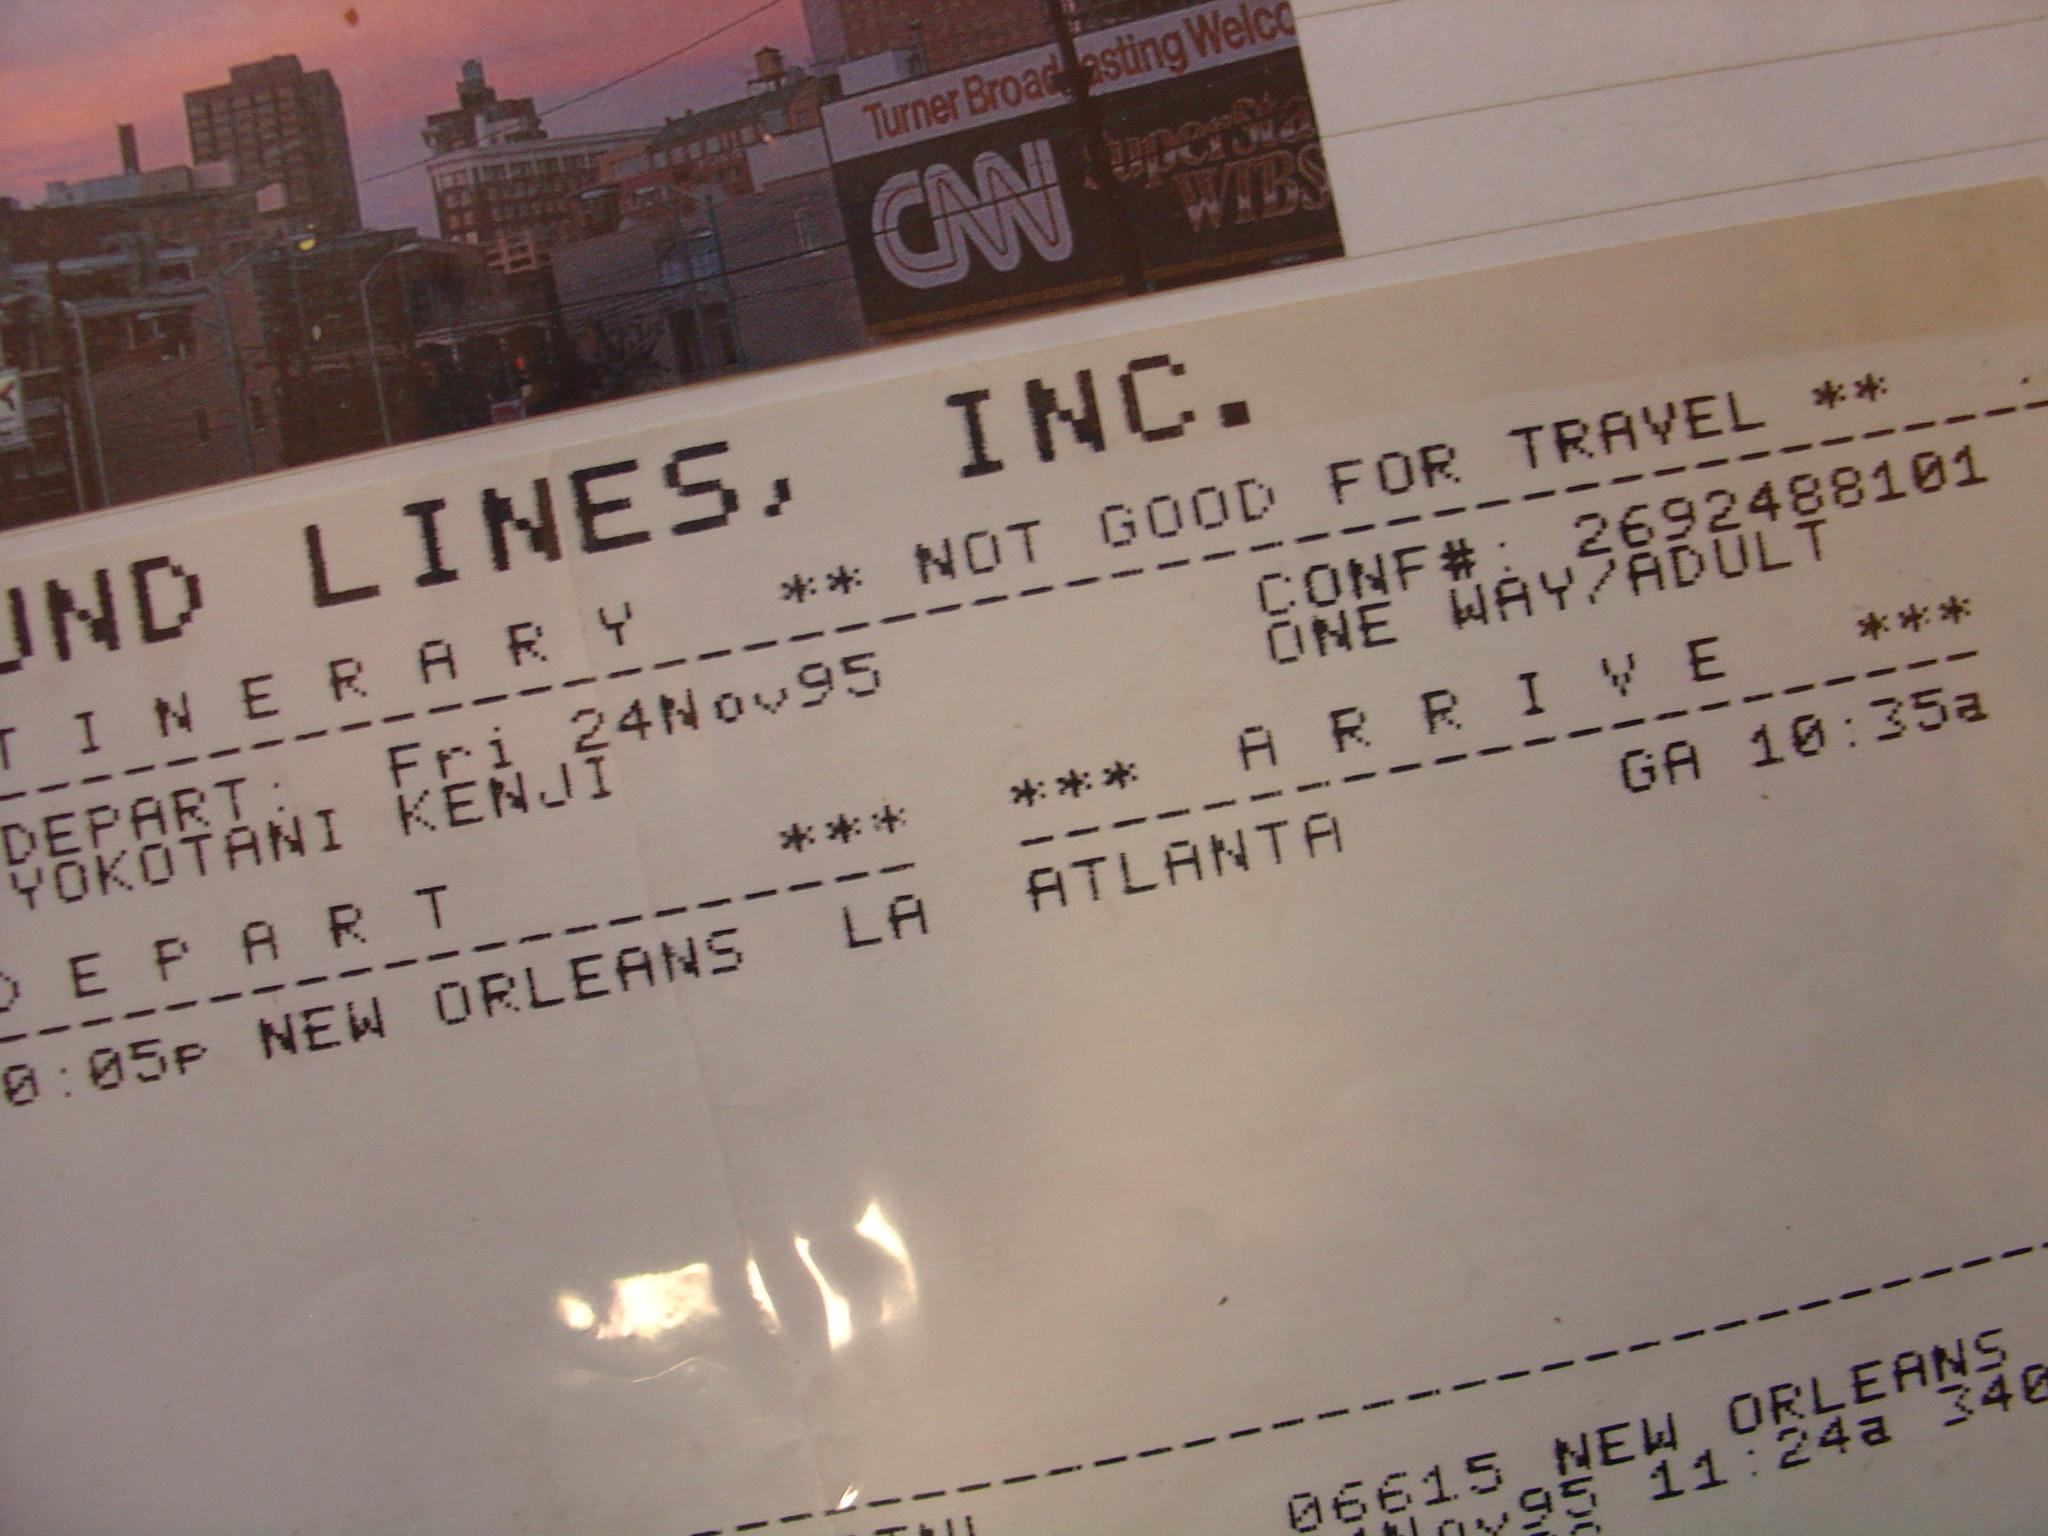 Turner Broadcasting Welco
CNN
Supersta
WTBS
UND LINES, INC.
TINERARY ** NOT GOOD FOR TRAVEL **
DEPART: Fri 24Nov95 CONF#: 2692488101
YOKOTANI KENJI ONE WAY/ADULT
DEPART *** *** ARRIVE ***
0:05p NEW ORLEANS LA ATLANTA GA 10:35a
06615 NEW ORLEANS
Nov95 11:24a 340